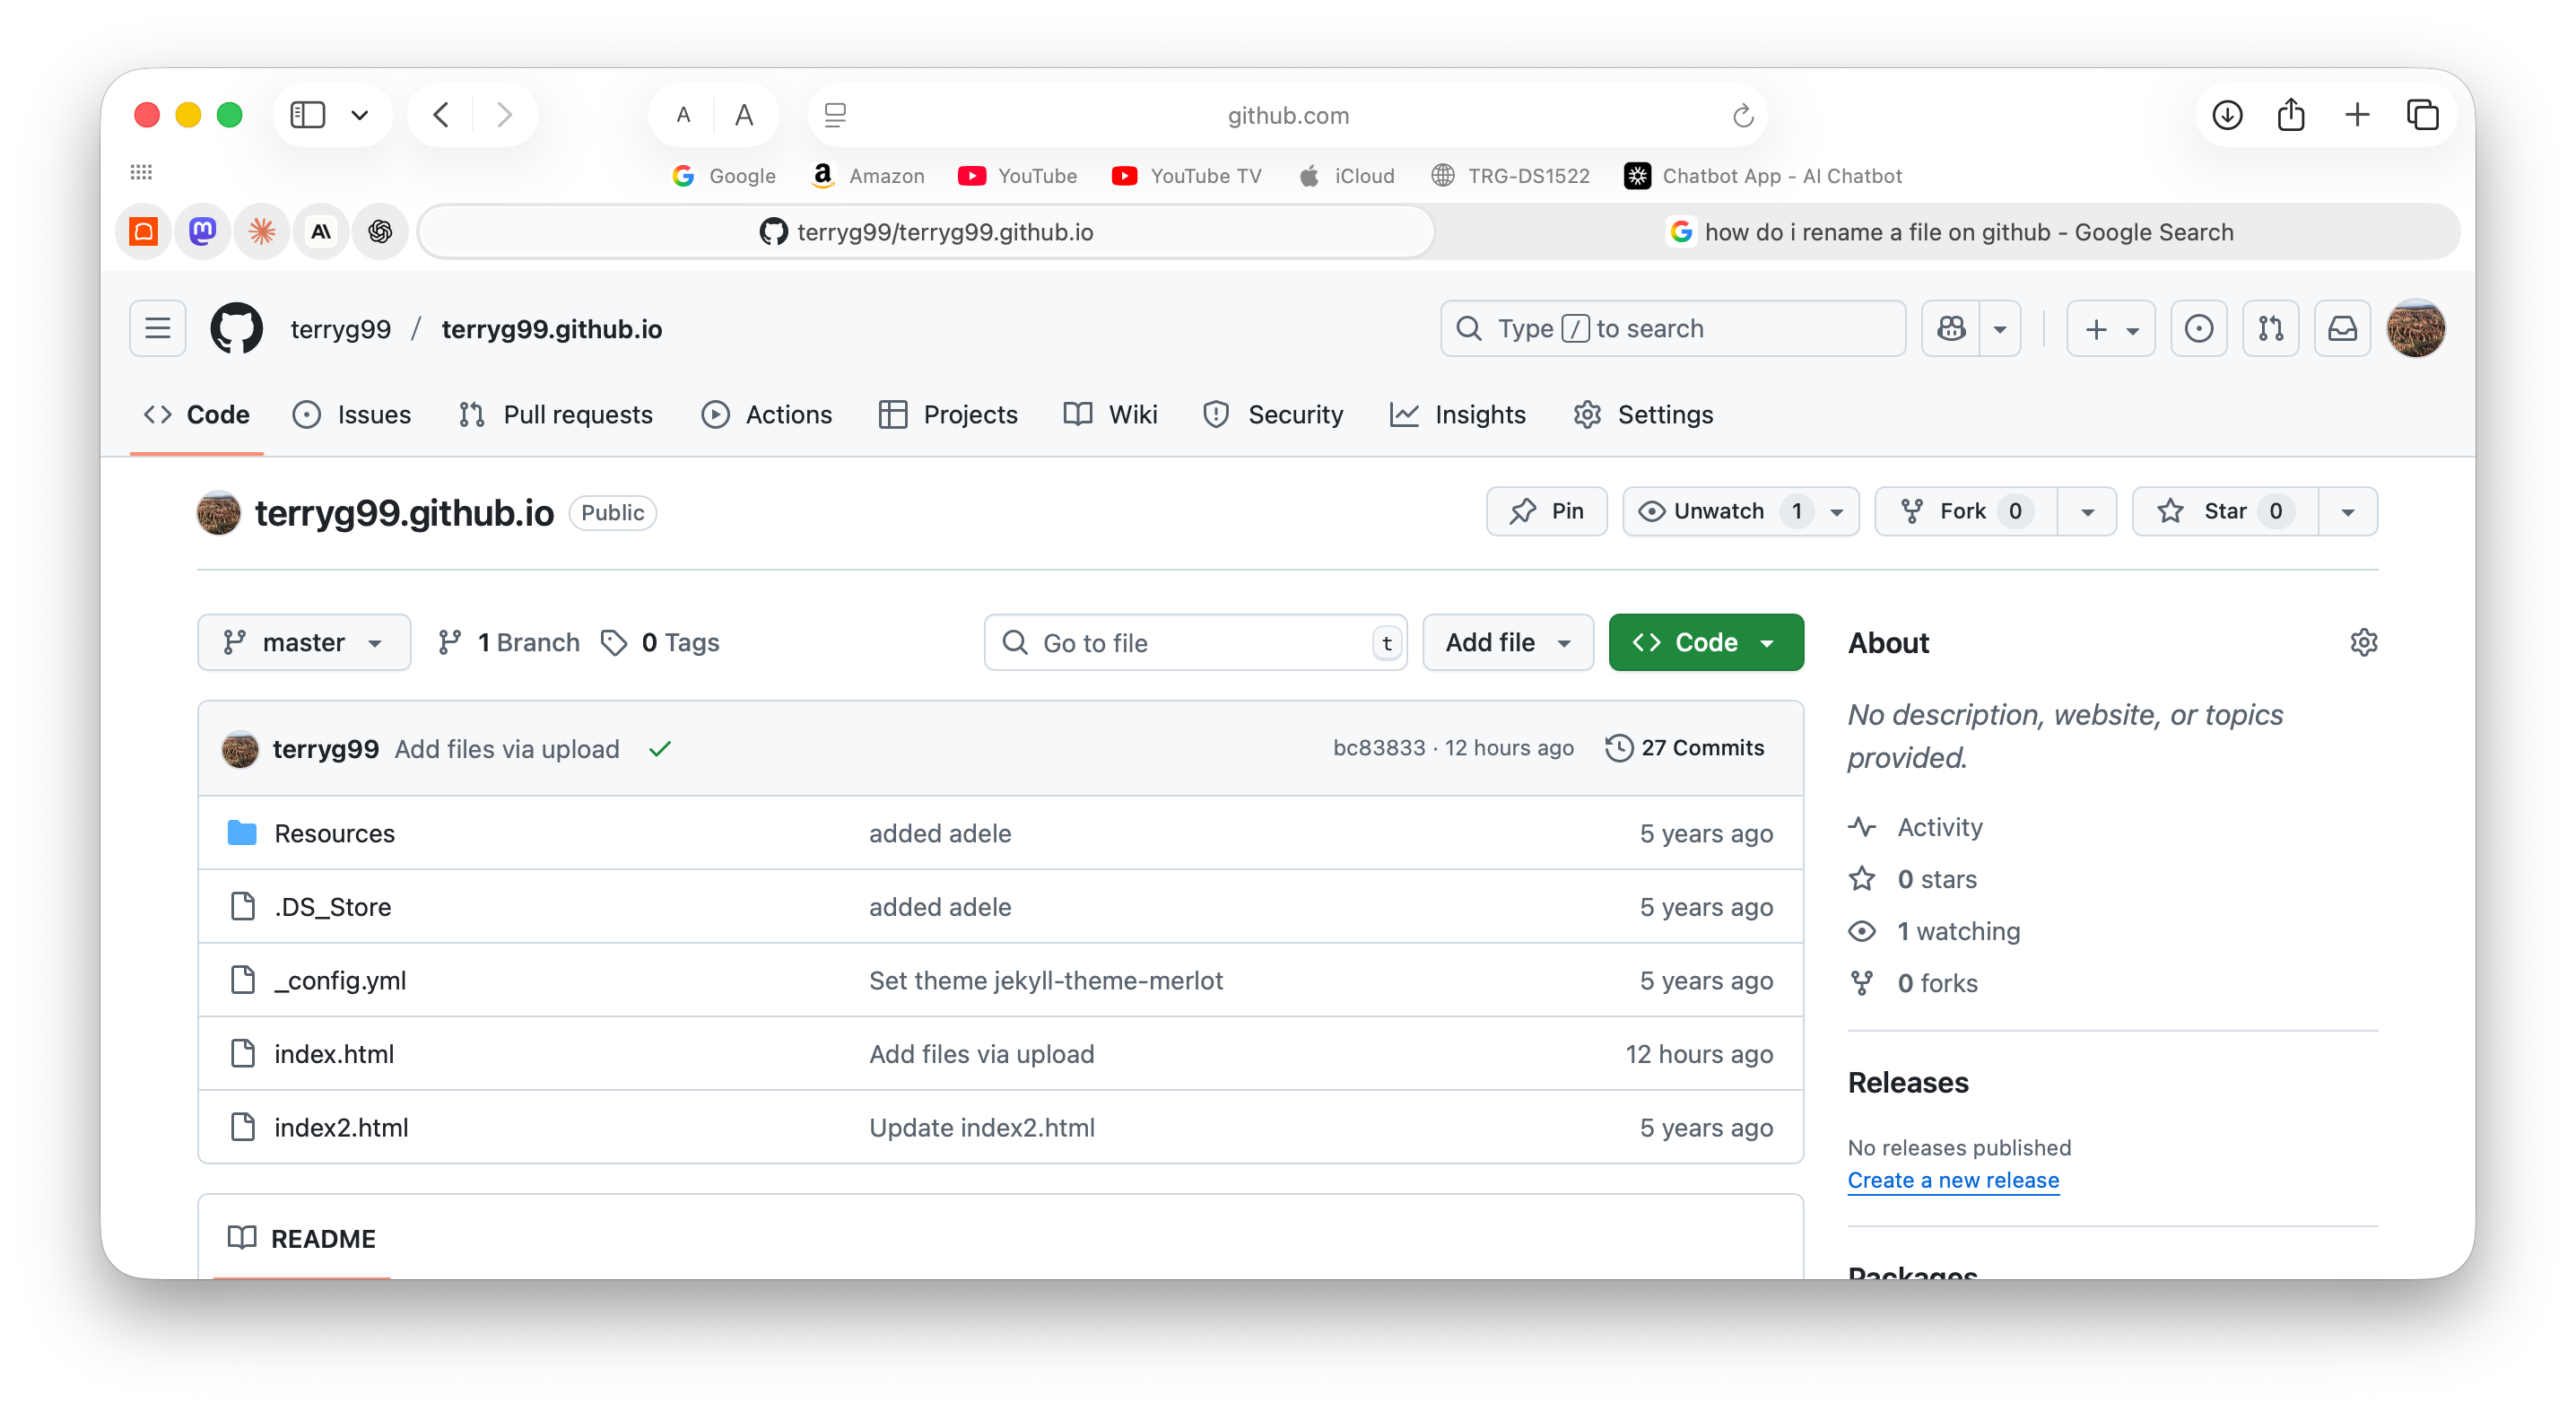 A A github.com
Google Amazon YouTube YouTube TV iCloud TRG-DS1522 Chatbot App - AI Chatbot
terryg99/terryg99.github.io how do i rename a file on github - Google Search
terryg99 / terryg99.github.io Type / to search
Code Issues Pull requests Actions Projects Wiki Security Insights Settings
terryg99.github.io Public Pin Unwatch 1 Fork 0 Star 0
master 1 Branch 0 Tags Go to file t Add file Code
terryg99 Add files via upload bc83833 · 12 hours ago 27 Commits
Resources added adele 5 years ago
.DS_Store added adele 5 years ago
_config.yml Set theme jekyll-theme-merlot 5 years ago
index.html Add files via upload 12 hours ago
index2.html Update index2.html 5 years ago
README
About
No description, website, or topics
provided.
Activity
0 stars
1 watching
0 forks
Releases
No releases published
Create a new release
Packages